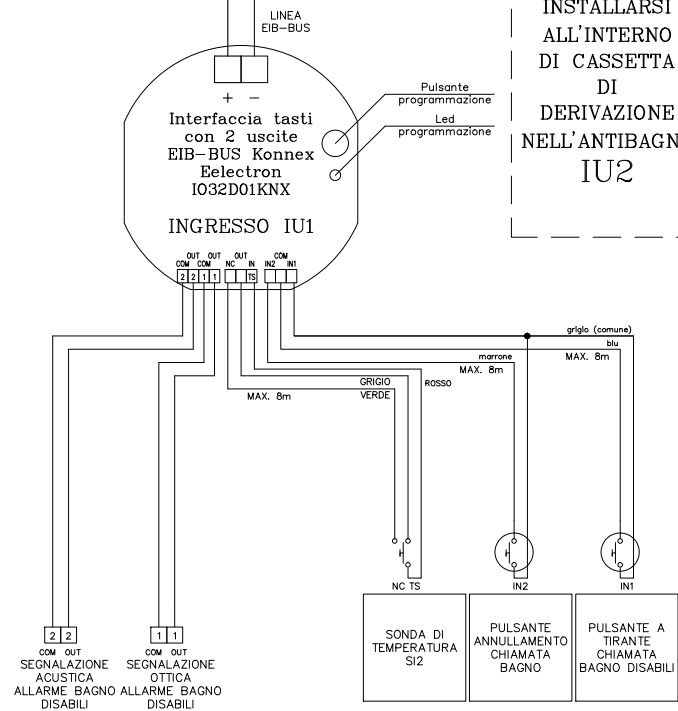 LINEA
EIB-BUS
+ −
Interfaccia tasti
con 2 uscite
EIB-BUS Konnex
Eelectron
IO32D01KNX
INGRESSO IU1
Pulsante
programmazione
Led
programmazione
INSTALLARSI
ALL'INTERNO
DI CASSETTA
DI
DERIVAZIONE
NELL'ANTIBAGN
IU2
OUT OUT OUT COM
COM COM NC IN IN2 IN1
2 2 1 1 TS
grigio (comune)
blu
MAX. 8m
marrone
MAX. 8m
GRIGIO
ROSSO
MAX. 8m
VERDE
NC TS
IN2
IN1
SONDA DI
TEMPERATURA
SI2
PULSANTE
ANNULLAMENTO
CHIAMATA
BAGNO
PULSANTE A
TIRANTE
CHIAMATA
BAGNO DISABILI
2 2
COM OUT
SEGNALAZIONE
ACUSTICA
ALLARME BAGNO
DISABILI
1 1
COM OUT
SEGNALAZIONE
OTTICA
ALLARME BAGNO
DISABILI